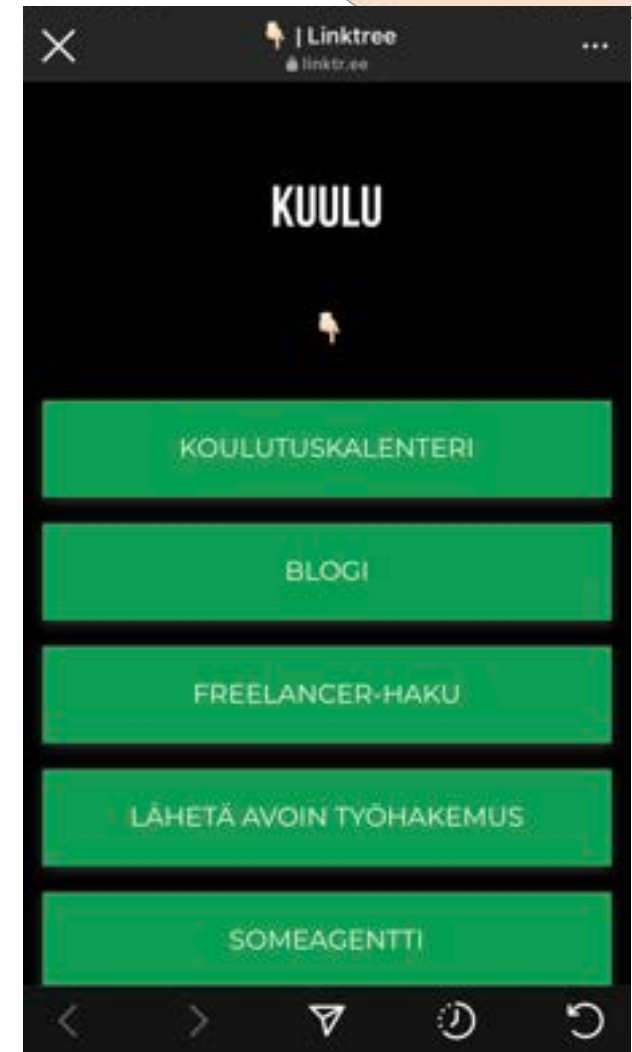 👇🏻 | Linktree
linktr.ee
KUULU
👇🏻
KOULUTUSKALENTERI
BLOGI
FREELANCER-HAKU
LÄHETÄ AVOIN TYÖHAKEMUS
SOMEAGENTTI